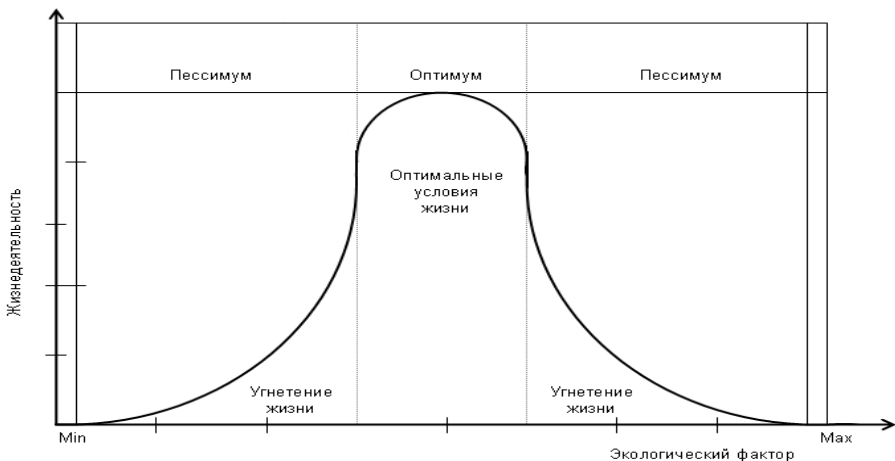 Пессимум
Оптимум
Пессимум
Оптимальные
условия
жизни
Жизнедеятельность
Угнетение
жизни
Угнетение
жизни
Min
Max
Экологический фактор